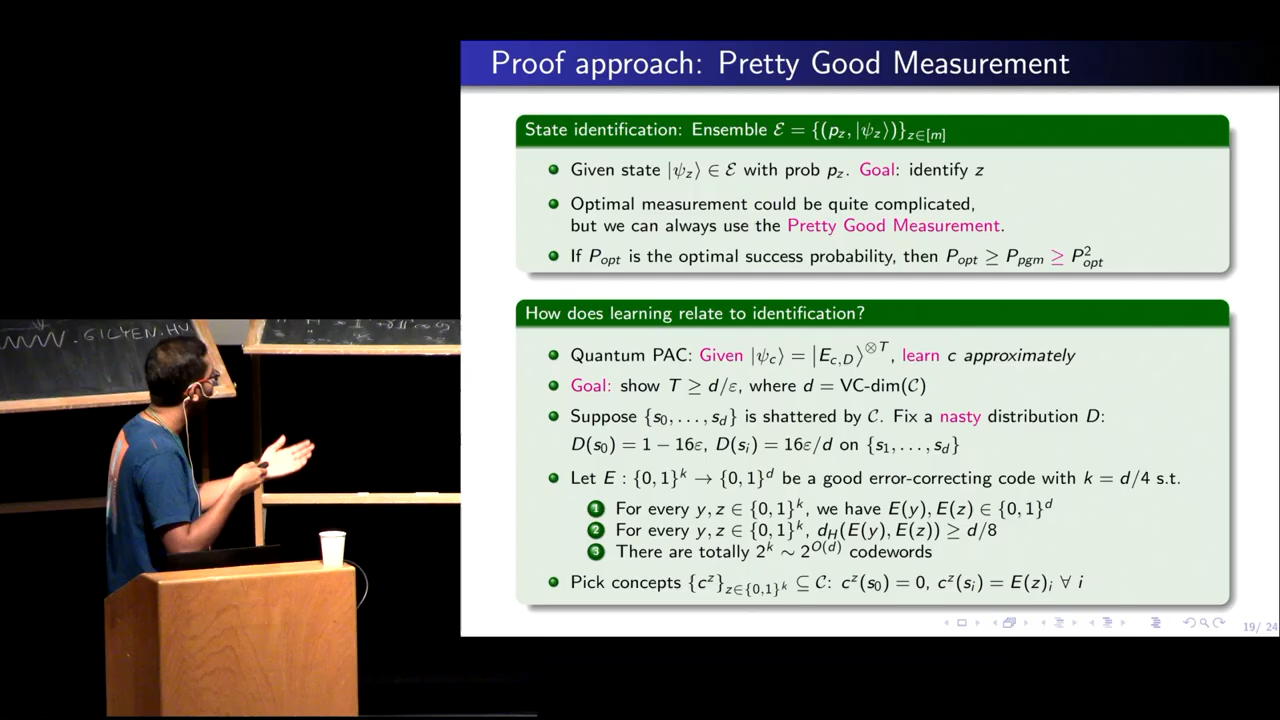 Proof approach: Pretty Good Measurement
State identification: Ensemble ℰ = {(p_z, |ψ_z⟩)}_{z∈[m]}
Given state |ψ_z⟩ ∈ ℰ with prob p_z. Goal: identify z
Optimal measurement could be quite complicated,
but we can always use the Pretty Good Measurement.
If P_opt is the optimal success probability, then P_opt ≥ P_pgm ≥ P_opt^2
How does learning relate to identification?
Quantum PAC: Given |ψ_c⟩ = |E_{c,D}⟩^{⊗T}, learn c approximately
Goal: show T ≥ d/ε, where d = VC-dim(𝒞)
Suppose {s_0, . . . , s_d} is shattered by 𝒞. Fix a nasty distribution D:
D(s_0) = 1 − 16ε, D(s_i) = 16ε/d on {s_1, . . . , s_d}
Let E : {0, 1}^k → {0, 1}^d be a good error-correcting code with k = d/4 s.t.
1 For every y, z ∈ {0, 1}^k, we have E(y), E(z) ∈ {0, 1}^d
2 For every y, z ∈ {0, 1}^k, d_H(E(y), E(z)) ≥ d/8
3 There are totally 2^k ∼ 2^{O(d)} codewords
Pick concepts {c^z}_{z∈{0,1}^k} ⊆ 𝒞: c^z(s_0) = 0, c^z(s_i) = E(z)_i ∀ i
19/ 24
. GILYEN.HU